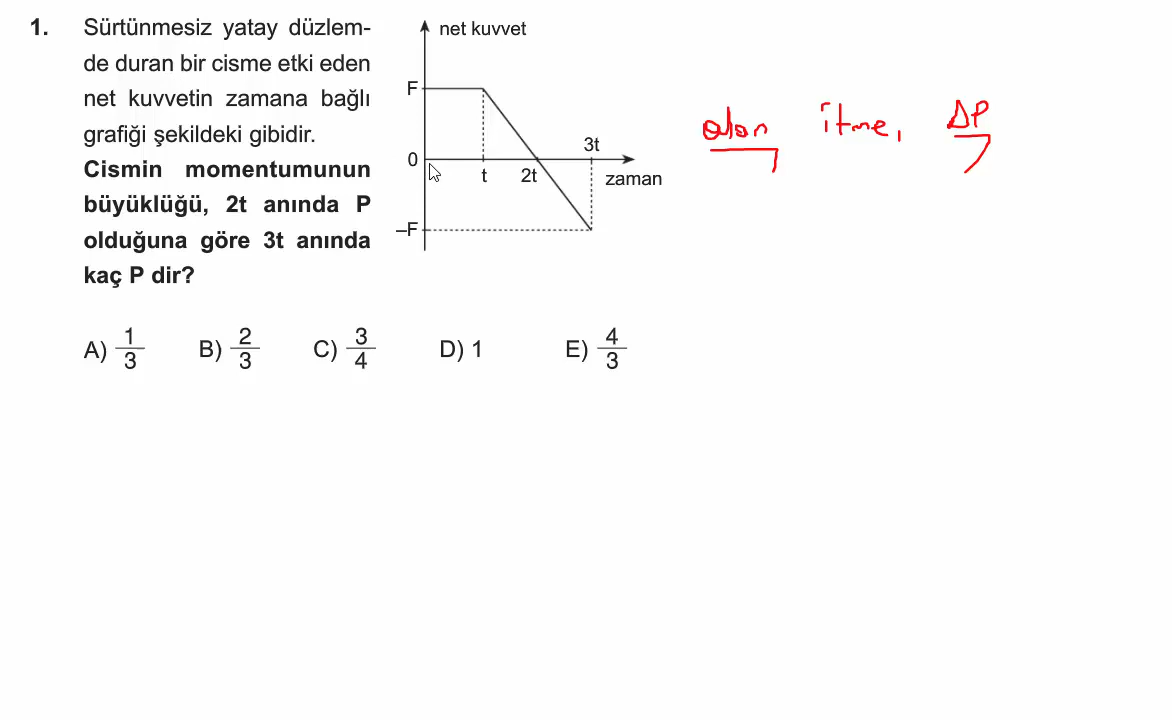 1. Sürtünmesiz yatay düzlem-
de duran bir cisme etki eden
net kuvvetin zamana bağlı
grafiği şekildeki gibidir.
Cismin momentumunun
büyüklüğü, 2t anında P
olduğuna göre 3t anında
kaç P dir?
net kuvvet
F
0
–F
t
2t
3t
zaman
alan itme, ΔP
A) 1/3 B) 2/3 C) 3/4 D) 1 E) 4/3